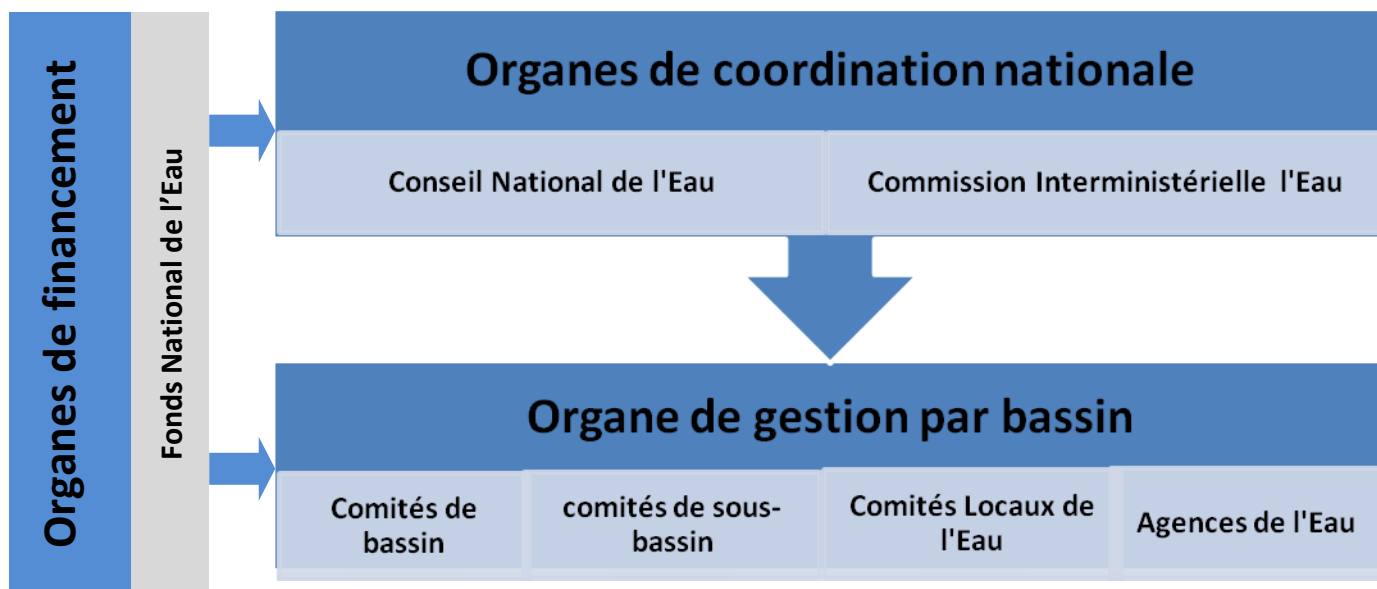 Organes de financement
Fonds National de l’Eau
Organes de coordination nationale
Conseil National de l'Eau
Commission Interministérielle l'Eau
Organe de gestion par bassin
Comités de
bassin
comités de sous-
bassin
Comités Locaux de
l'Eau
Agences de l'Eau